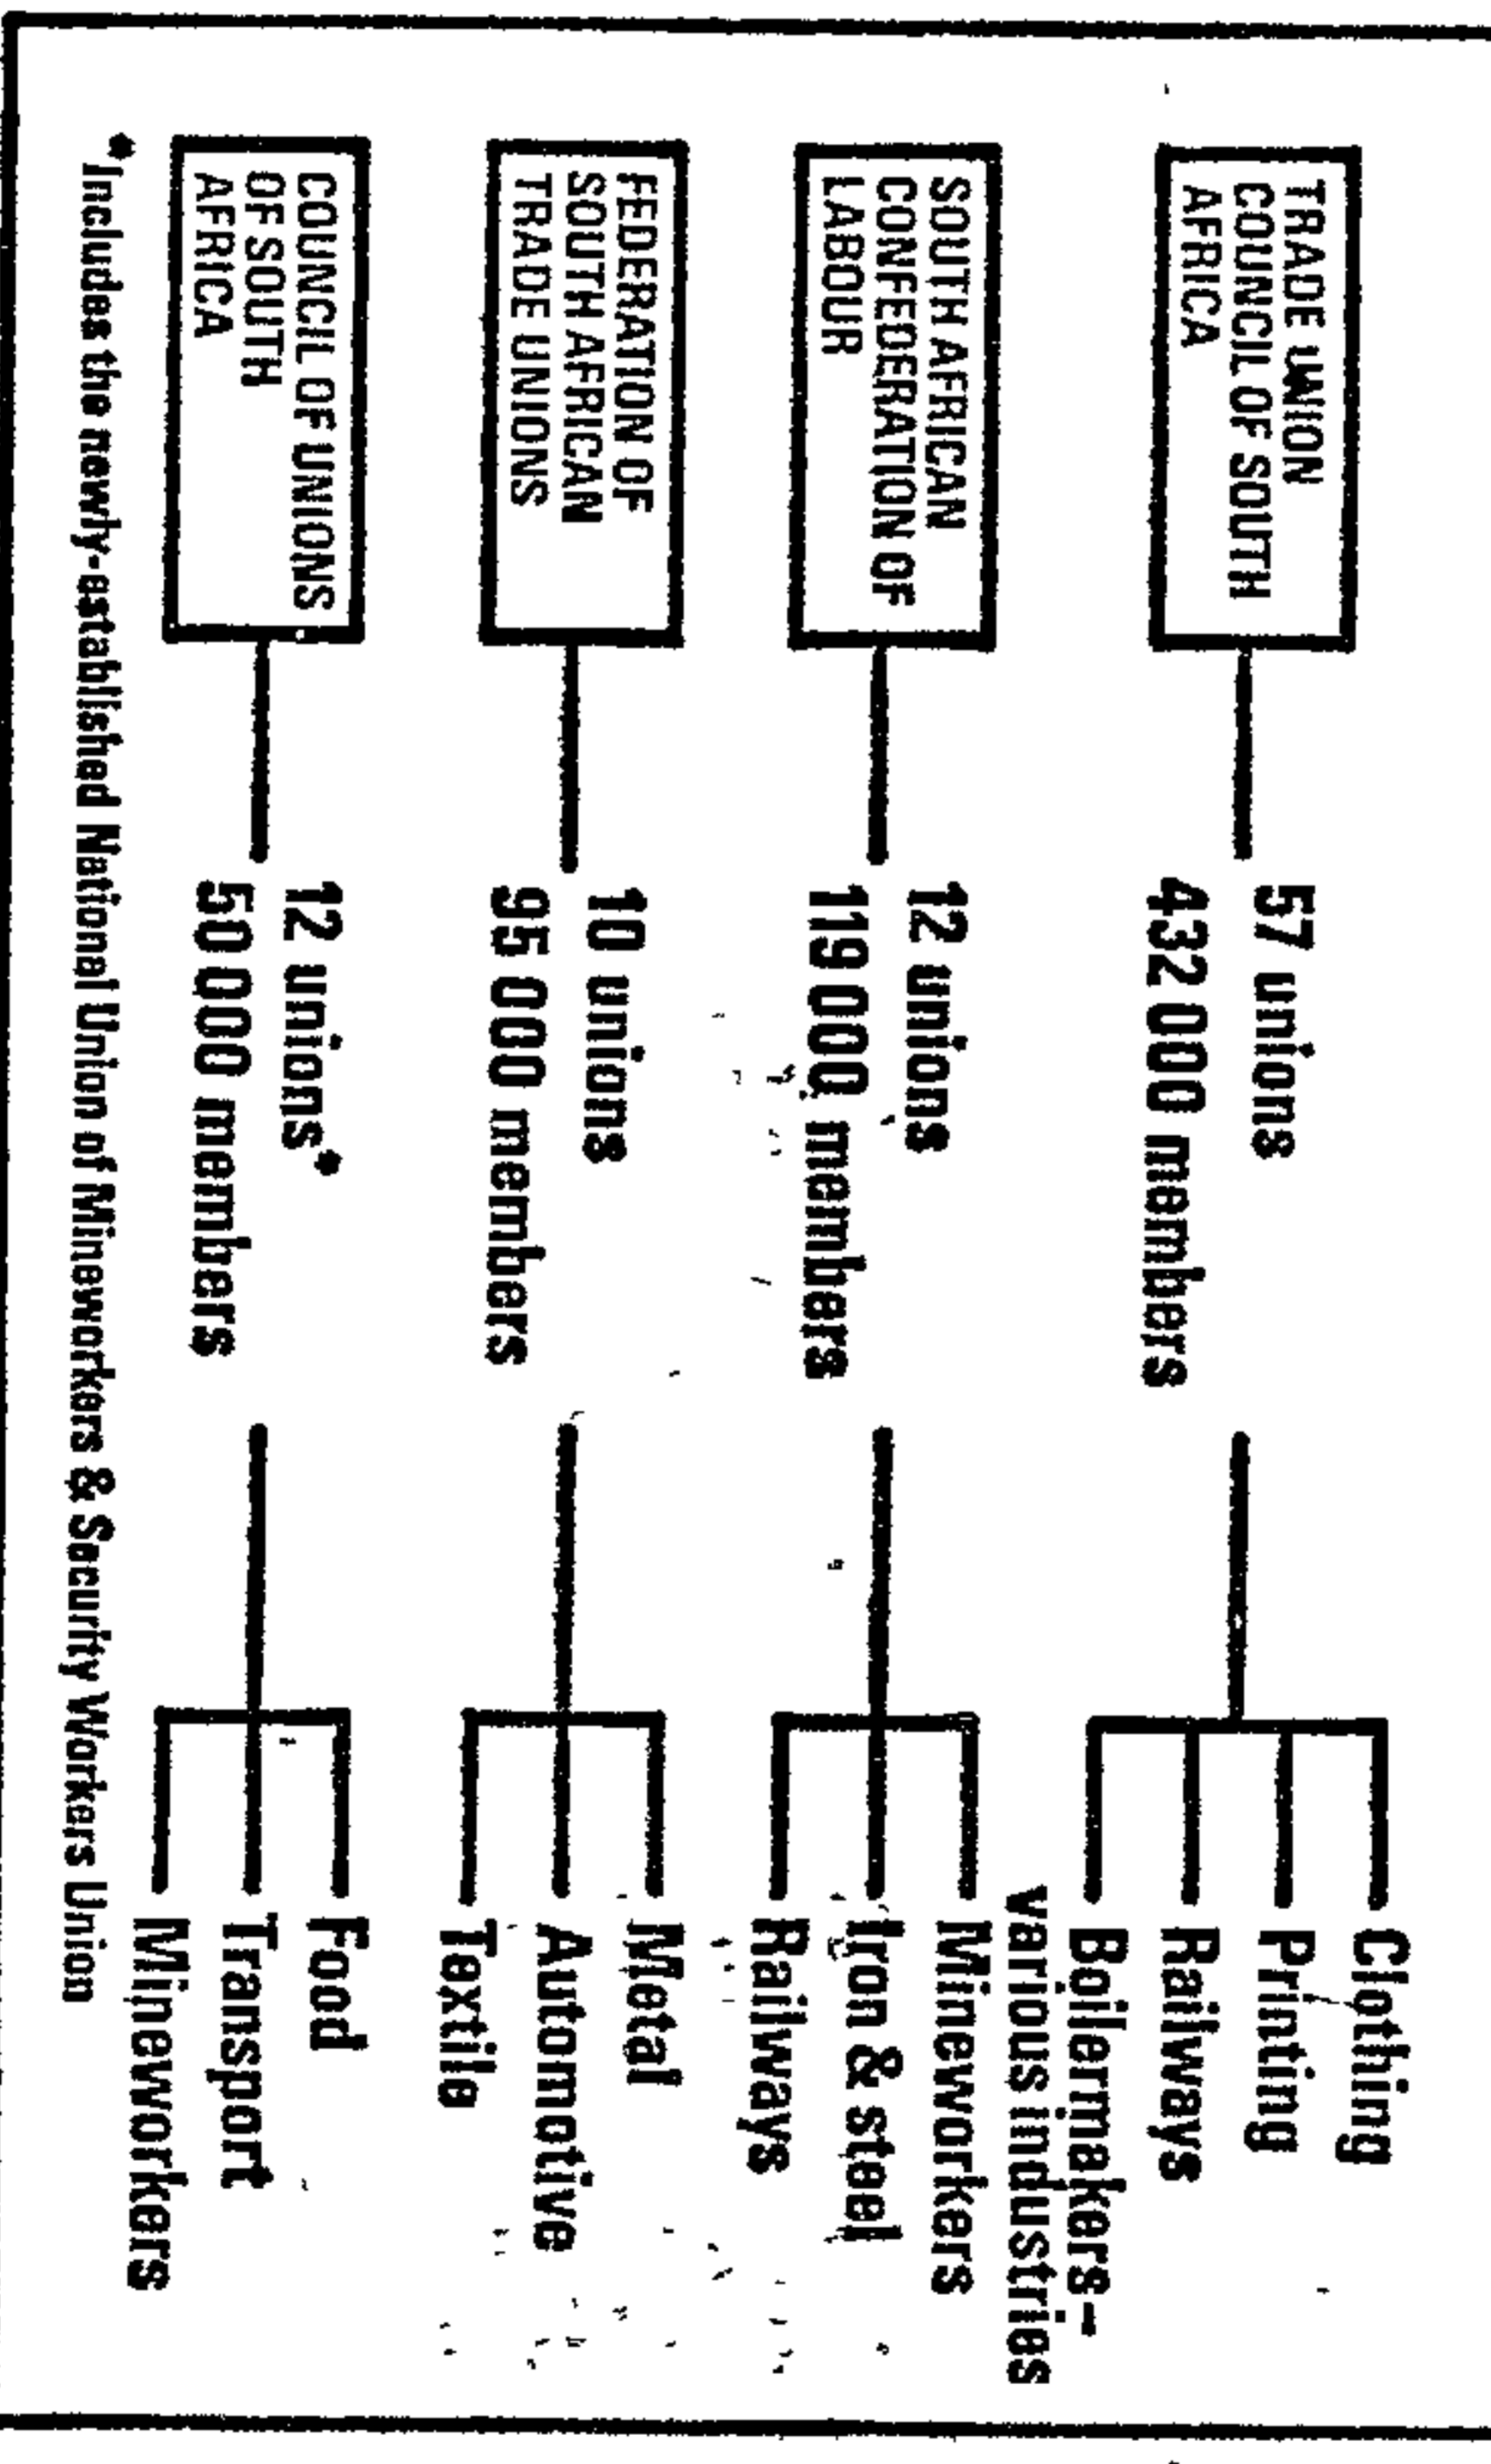 TRADE UNION
COUNCIL OF SOUTH
AFRICA
57 unions
432 000 members
Clothing
Printing
Railways
Boilermakers–
various industries
SOUTH AFRICAN
CONFEDERATION OF
LABOUR
12 unions
119 000 members
Mineworkers
Iron & steel
Railways
FEDERATION OF
SOUTH AFRICAN
TRADE UNIONS
10 unions
95 000 members
Metal
Automotive
Textile
COUNCIL OF UNIONS
OF SOUTH
AFRICA
12 unions*
50 000 members
Food
Transport
Mineworkers
*Includes the newly-established National Union of Mineworkers & Security Workers Union